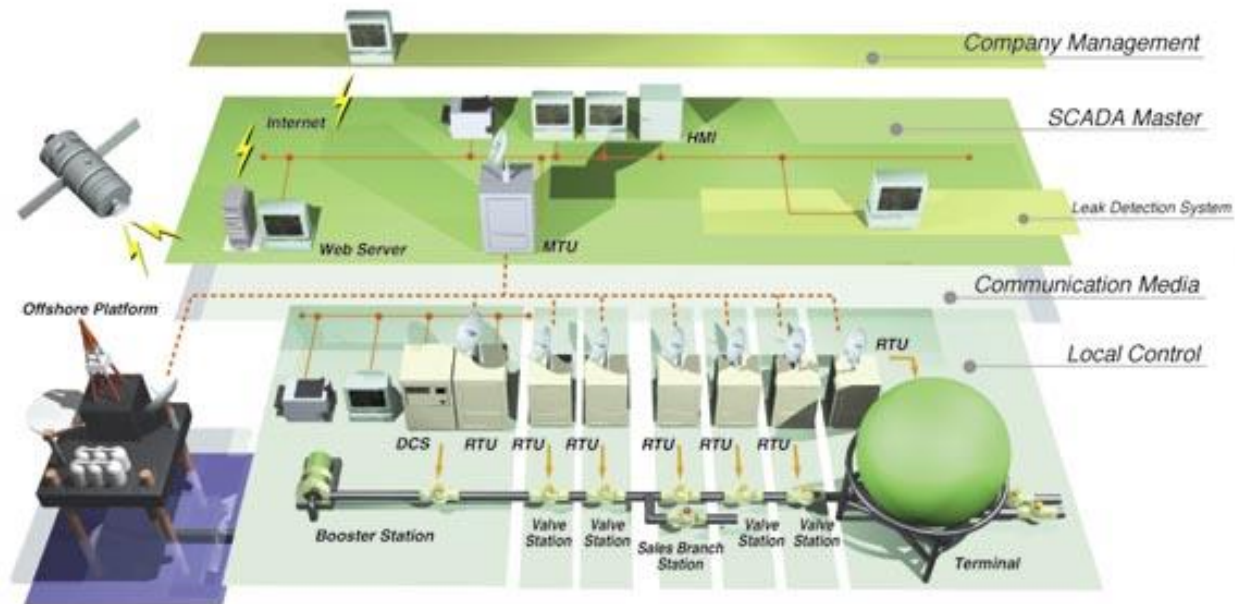 Company Management
Internet
HMI
SCADA Master
Web Server
MTU
Leak Detection System
Communication Media
Offshore Platform
RTU
Local Control
DCS
RTU
RTU
RTU
RTU
RTU
RTU
Booster Station
Valve
Station
Valve
Station
Sales Branch
Station
Valve
Station
Valve
Station
Terminal